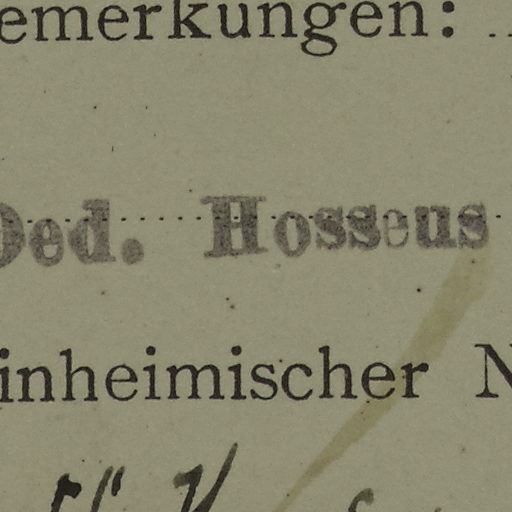 emerkungen:
Ded. Hosseus
inheimischer N